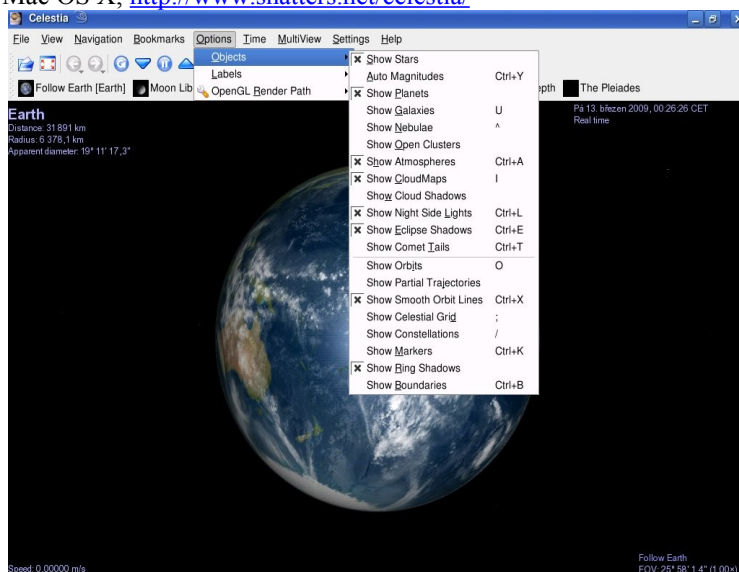 Mac OS X, http://www.shatters.net/celestia/
Celestia
File View Navigation Bookmarks Options Time MultiView Settings Help
Follow Earth [Earth] Moon Lib
The Pleiades
Objects
Labels
OpenGL Render Path
Show Stars
Auto Magnitudes Ctrl+Y
Show Planets
Show Galaxies U
Show Nebulae ^
Show Open Clusters
Show Atmospheres Ctrl+A
Show CloudMaps I
Show Cloud Shadows
Show Night Side Lights Ctrl+L
Show Eclipse Shadows Ctrl+E
Show Comet Tails Ctrl+T
Show Orbits O
Show Partial Trajectories
Show Smooth Orbit Lines Ctrl+X
Show Celestial Grid ;
Show Constellations /
Show Markers Ctrl+K
Show Ring Shadows
Show Boundaries Ctrl+B
Earth
Distance: 31 891 km
Radius: 6 378,1 km
Apparent diameter: 19° 11' 17,3"
Pá 13. březen 2009, 00:26:26 CET
Real time
Speed: 0.00000 m/s
Follow Earth
FOV: 25° 58' 1.4" (1.00×)